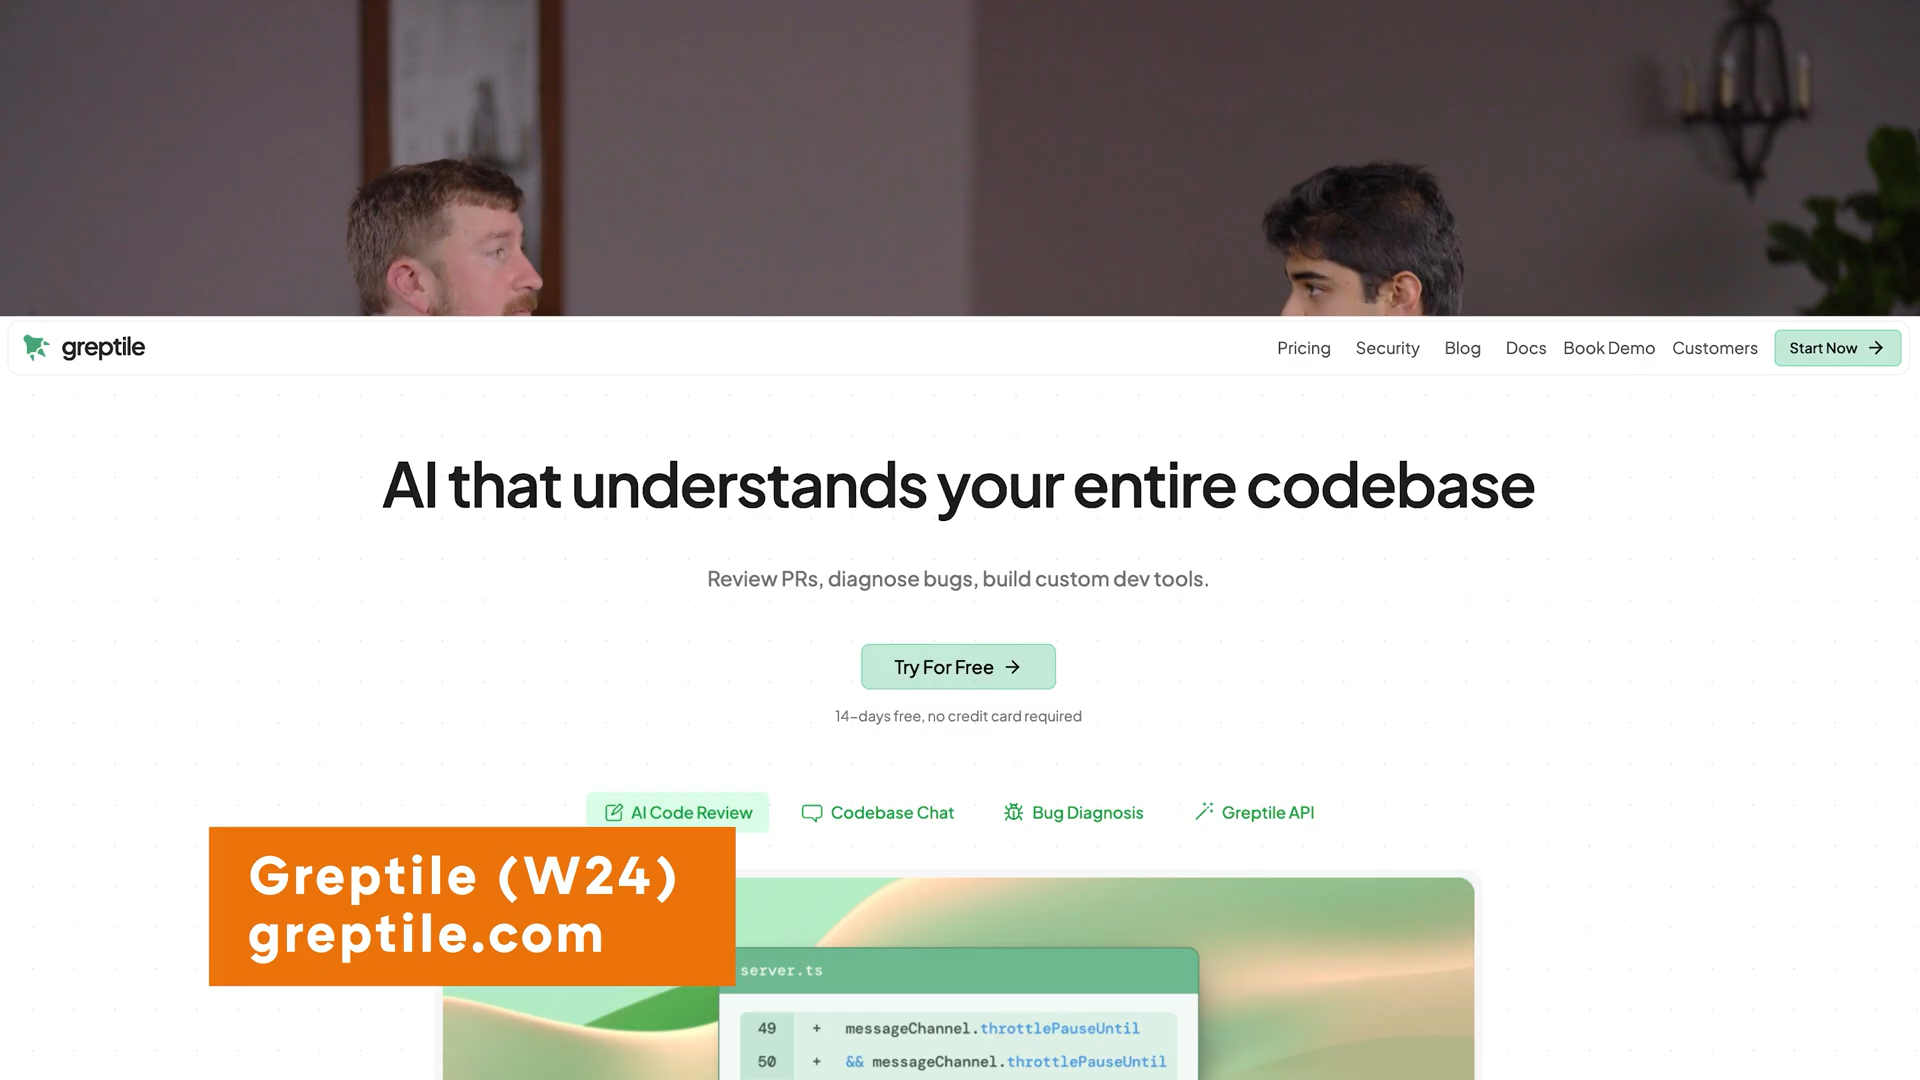 greptile
Pricing
Security
Blog
Docs
Book Demo
Customers
Start Now
AI that understands your entire codebase
Review PRs, diagnose bugs, build custom dev tools.
Try For Free
14-days free, no credit card required
AI Code Review
Codebase Chat
Bug Diagnosis
Greptile API
Greptile (W24)
greptile.com
server.ts
49 + messageChannel.throttlePauseUntil
50 + && messageChannel.throttlePauseUntil